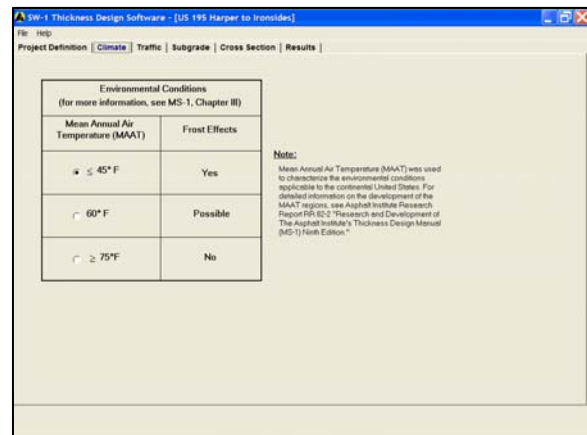 SW-1 Thickness Design Software - [US 195 Harper to Ironsides]
File Help
Project Definition | Climate | Traffic | Subgrade | Cross Section | Results |
Environmental Conditions
(for more information, see MS-1, Chapter III)
Mean Annual Air
Temperature (MAAT)
Frost Effects
≤ 45° F
Yes
60° F
Possible
≥ 75°F
No
Note:
Mean Annual Air Temperature (MAAT) was used
to characterize the environmental conditions
applicable to the continental United States. For
detailed information on the development of the
MAAT regions, see Asphalt Institute Research
Report RR 82-2 "Research and Development of
The Asphalt Institute's Thickness Design Manual
(MS-1) Ninth Edition."